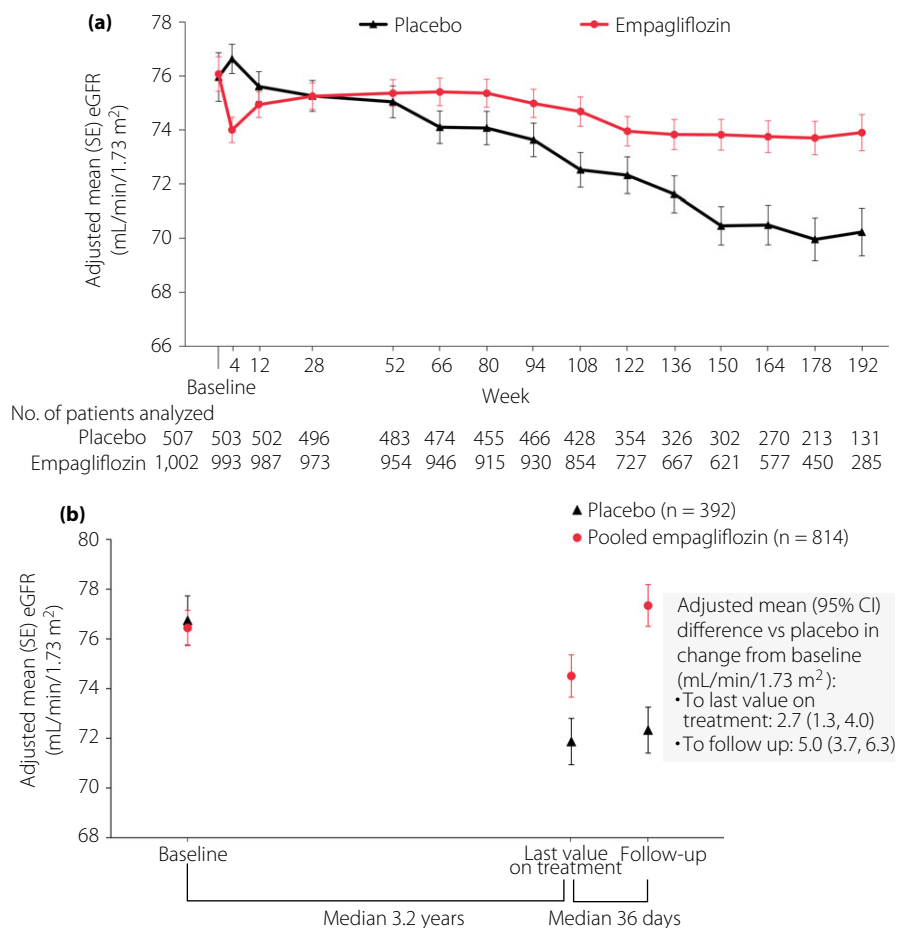 (a)
Placebo Empagliflozin
Adjusted mean (SE) eGFR
(mL/min/1.73 m²)
78
76
74
72
70
68
66
4 12 28 52 66 80 94 108 122 136 150 164 178 192
Baseline
Week
No. of patients analyzed
Placebo 507 503 502 496 483 474 455 466 428 354 326 302 270 213 131
Empagliflozin 1,002 993 987 973 954 946 915 930 854 727 667 621 577 450 285
(b)
Placebo (n = 392)
Pooled empagliflozin (n = 814)
Adjusted mean (SE) eGFR
(mL/min/1.73 m²)
80
78
76
74
72
70
68
Adjusted mean (95% CI)
difference vs placebo in
change from baseline
(mL/min/1.73 m²):
•To last value on
treatment: 2.7 (1.3, 4.0)
•To follow up: 5.0 (3.7, 6.3)
Baseline
Last value
on treatment
Follow-up
Median 3.2 years
Median 36 days